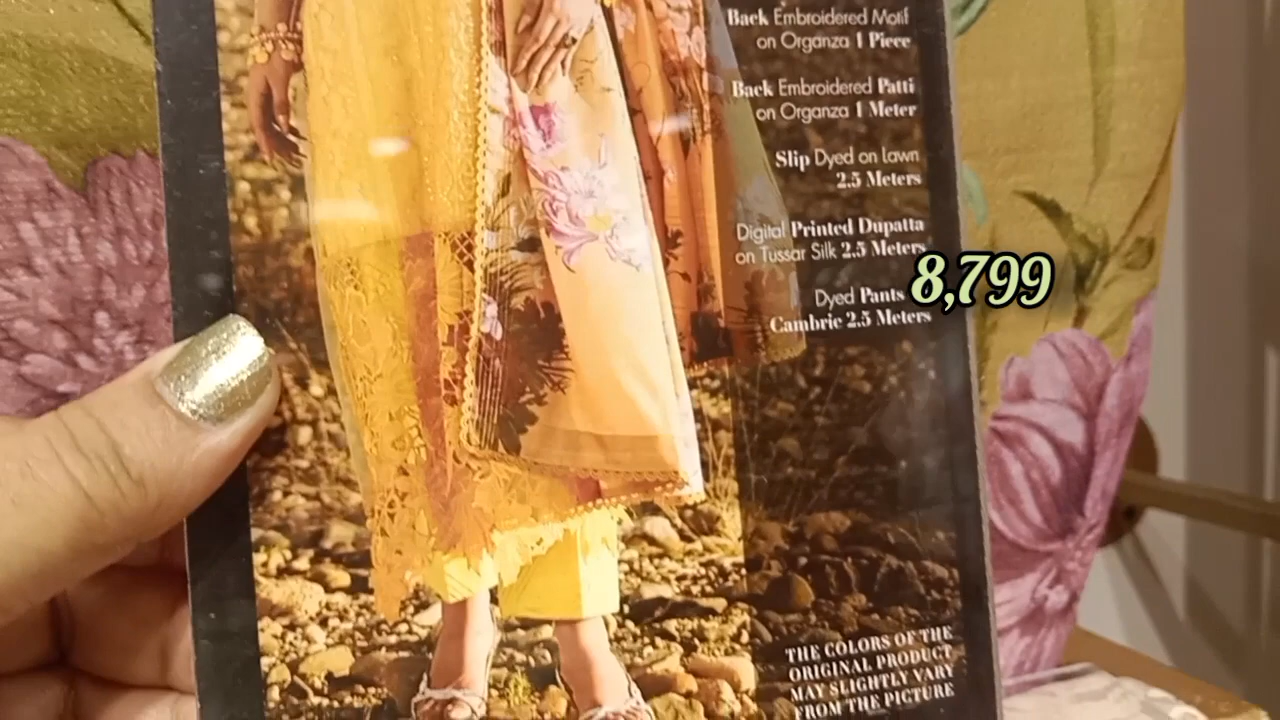 Back Embroidered Motif
on Organza 1 Piece
Back Embroidered Patti
on Organza 1 Meter
Slip Dyed on Lawn
2.5 Meters
Digital Printed Dupatta
on Tussar Silk 2.5 Meters
8,799
Dyed Pants
Cambric 2.5 Meters
THE COLORS OF THE
ORIGINAL PRODUCT
MAY SLIGHTLY VARY
FROM THE PICTURE